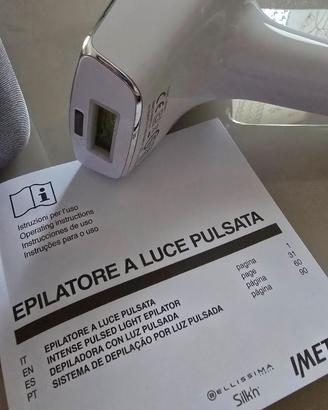 Istruzioni per l'uso
Operating instructions
Instrucciones de uso
Instruções para o uso
EPILATORE A LUCE PULSATA
IT EPILATORE A LUCE PULSATA pagina 1
EN INTENSE PULSED LIGHT EPILATOR page 31
ES DEPILADORA CON LUZ PULSADA página 60
PT SISTEMA DE DEPILAÇÃO POR LUZ PULSADA página 90
BELLISSIMA
Silk'n
IMET